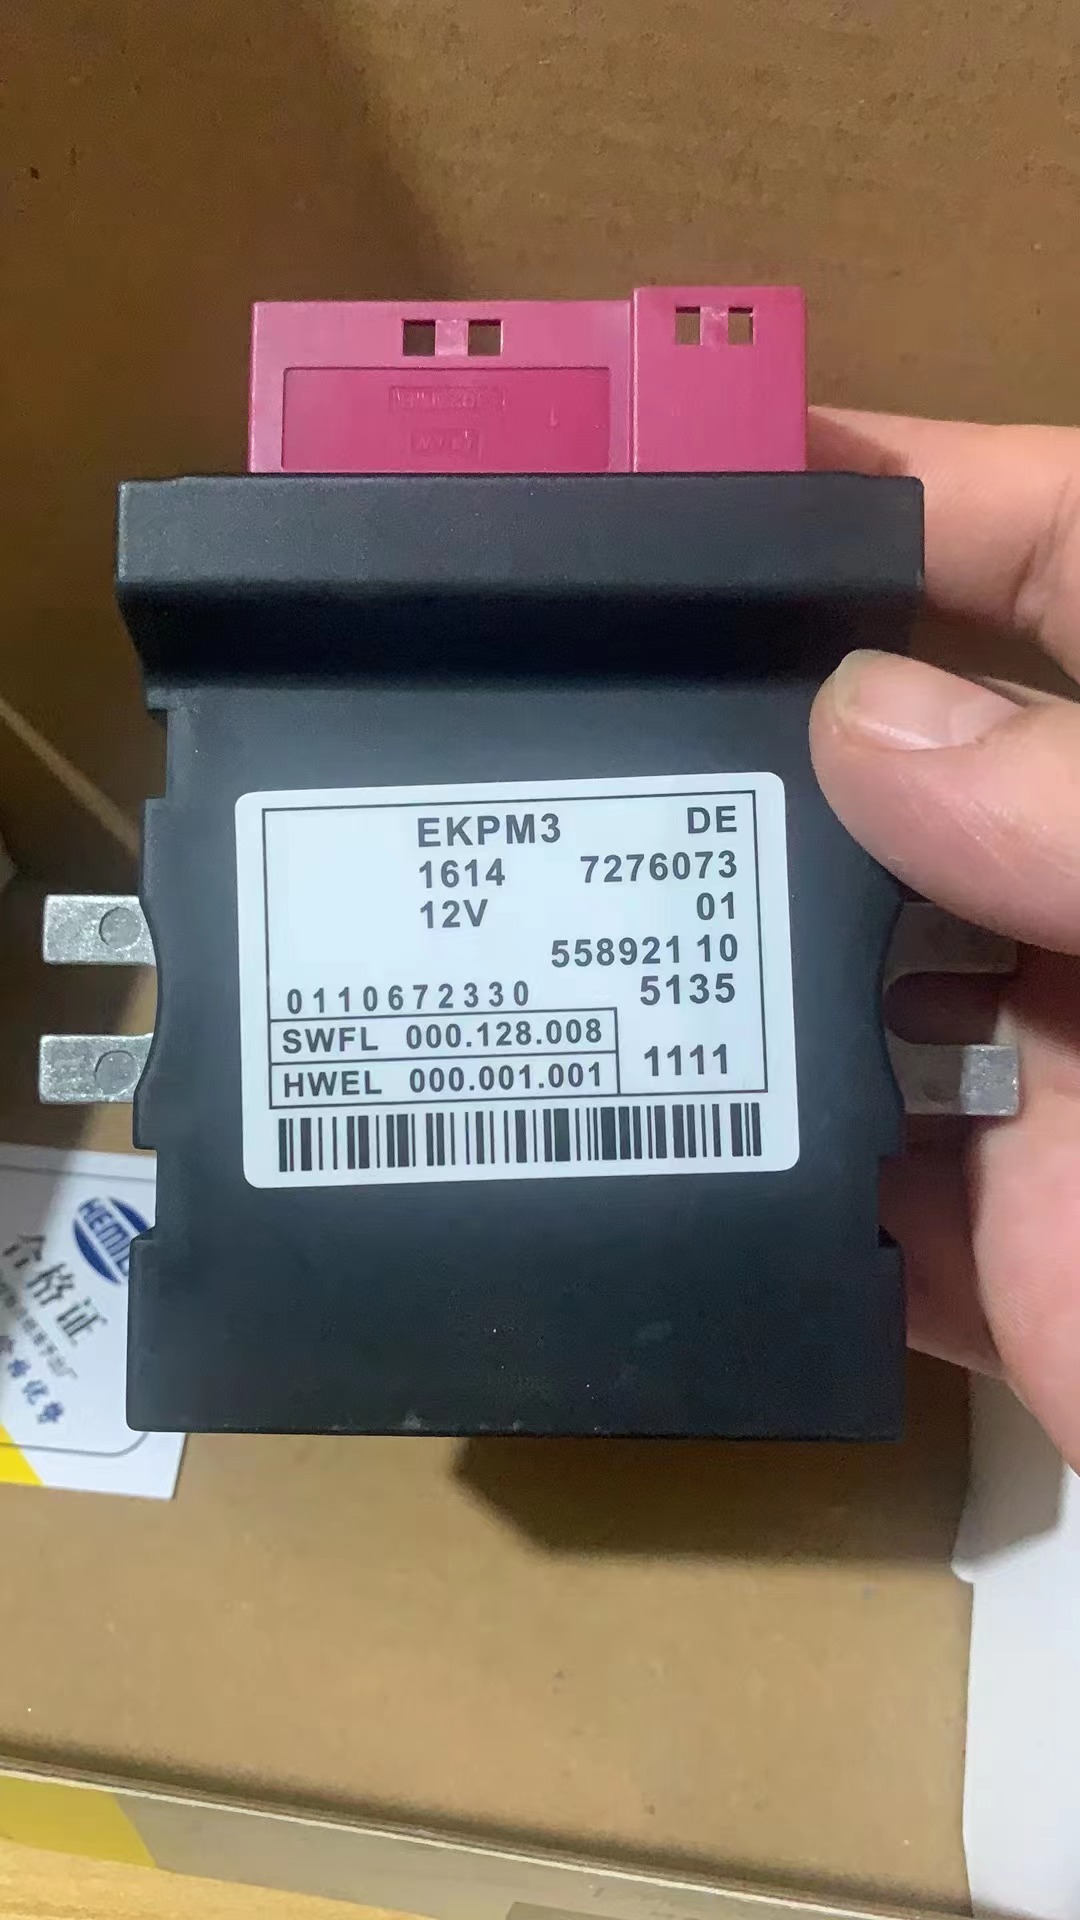 EKPM3 DE
1614 7276073
12V 01
558921 10
0110672330 5135
SWFL 000.128.008
HWEL 000.001.001 1111
合格证